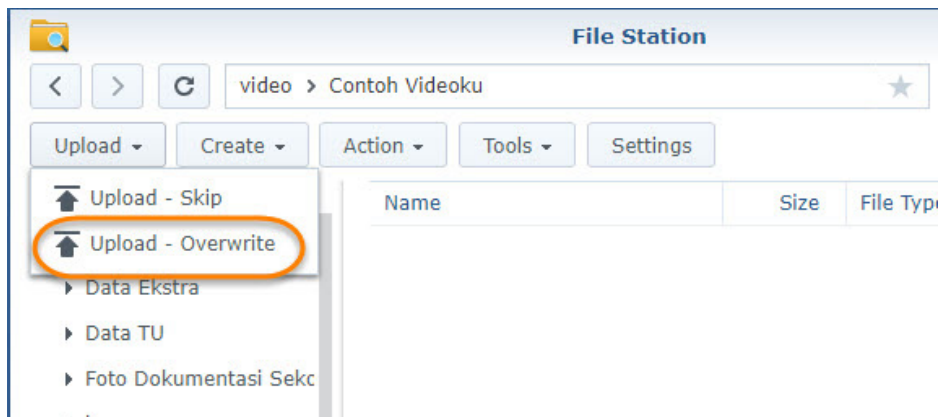 File Station
video > Contoh Videoku
Upload Create Action Tools Settings
Upload - Skip
Name Size File Type
Upload - Overwrite
Data Ekstra
Data TU
Foto Dokumentasi Sekc